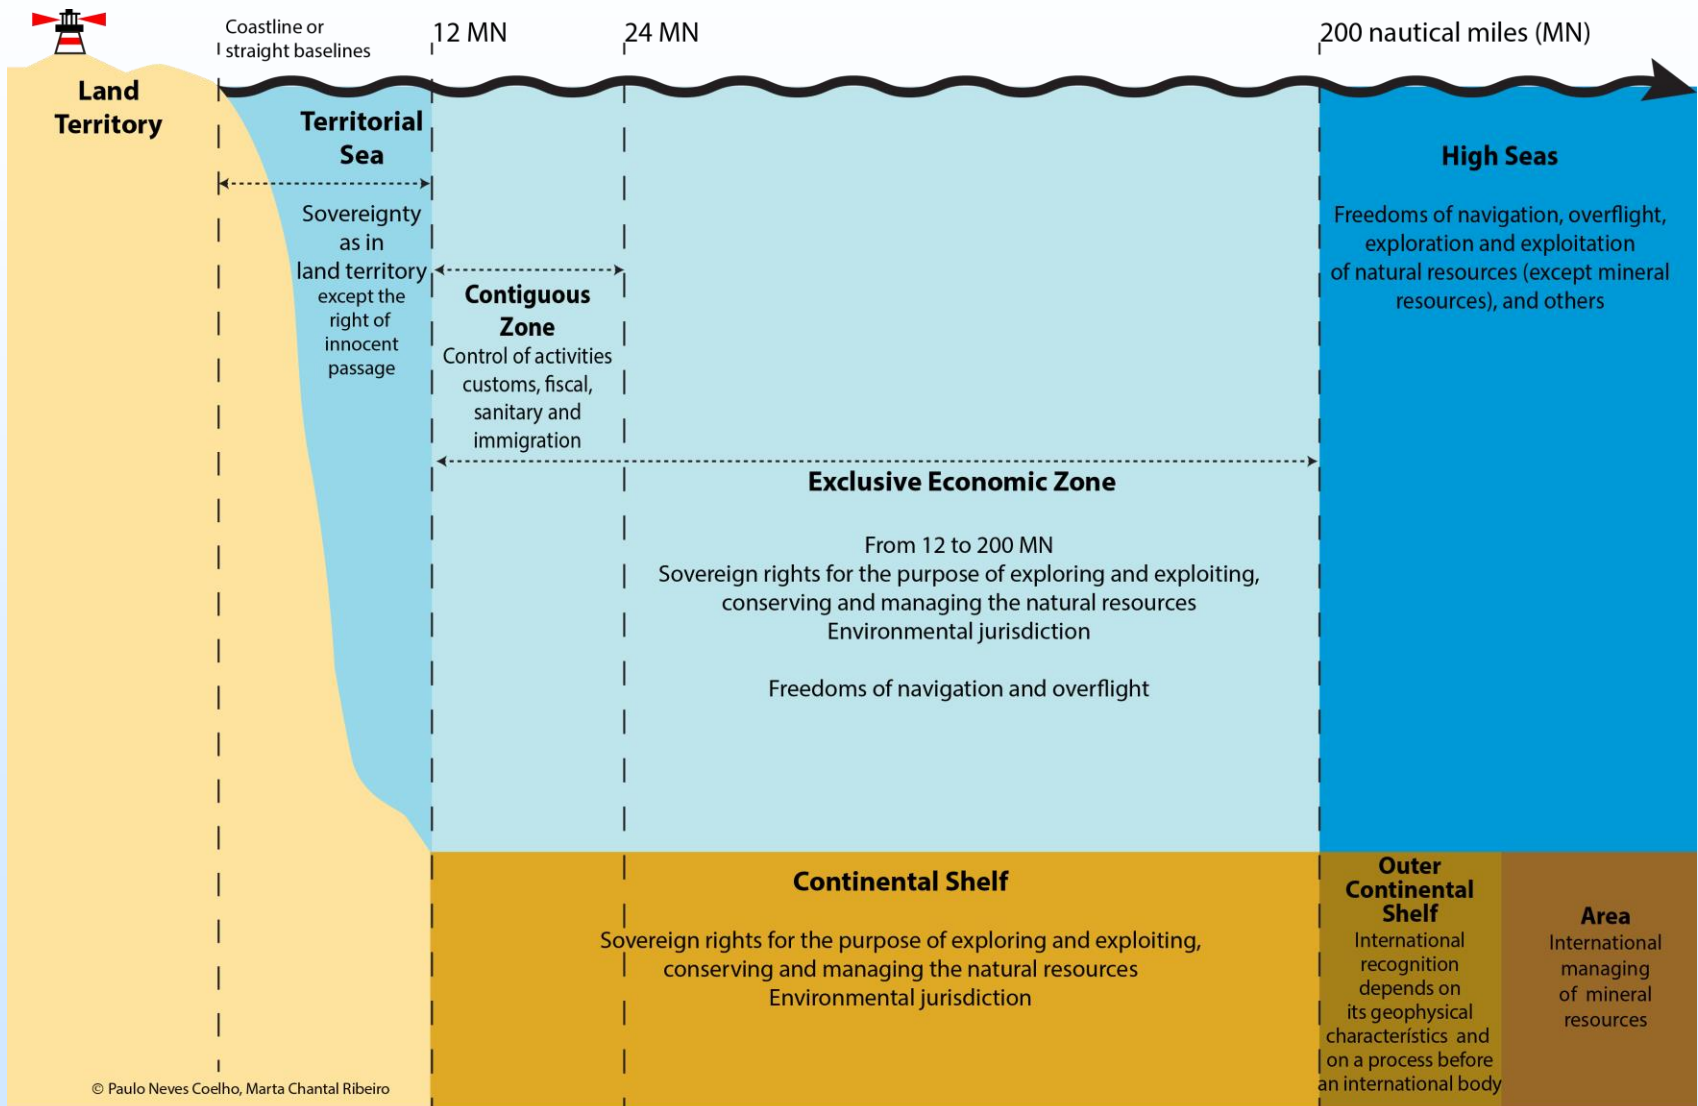 Coastline or
straight baselines
12 MN
24 MN
200 nautical miles (MN)
Land
Territory
Territorial
Sea
Sovereignty
as in
land territory
except the
right of
innocent
passage
Contiguous
Zone
Control of activities
customs, fiscal,
sanitary and
immigration
Exclusive Economic Zone
From 12 to 200 MN
Sovereign rights for the purpose of exploring and exploiting,
conserving and managing the natural resources
Environmental jurisdiction
Freedoms of navigation and overflight
High Seas
Freedoms of navigation, overflight,
exploration and exploitation
of natural resources (except mineral
resources), and others
Continental Shelf
Sovereign rights for the purpose of exploring and exploiting,
conserving and managing the natural resources
Environmental jurisdiction
Outer
Continental
Shelf
International
recognition
depends on
its geophysical
characterístics and
on a process before
an international body
Area
International
managing
of mineral
resources
© Paulo Neves Coelho, Marta Chantal Ribeiro